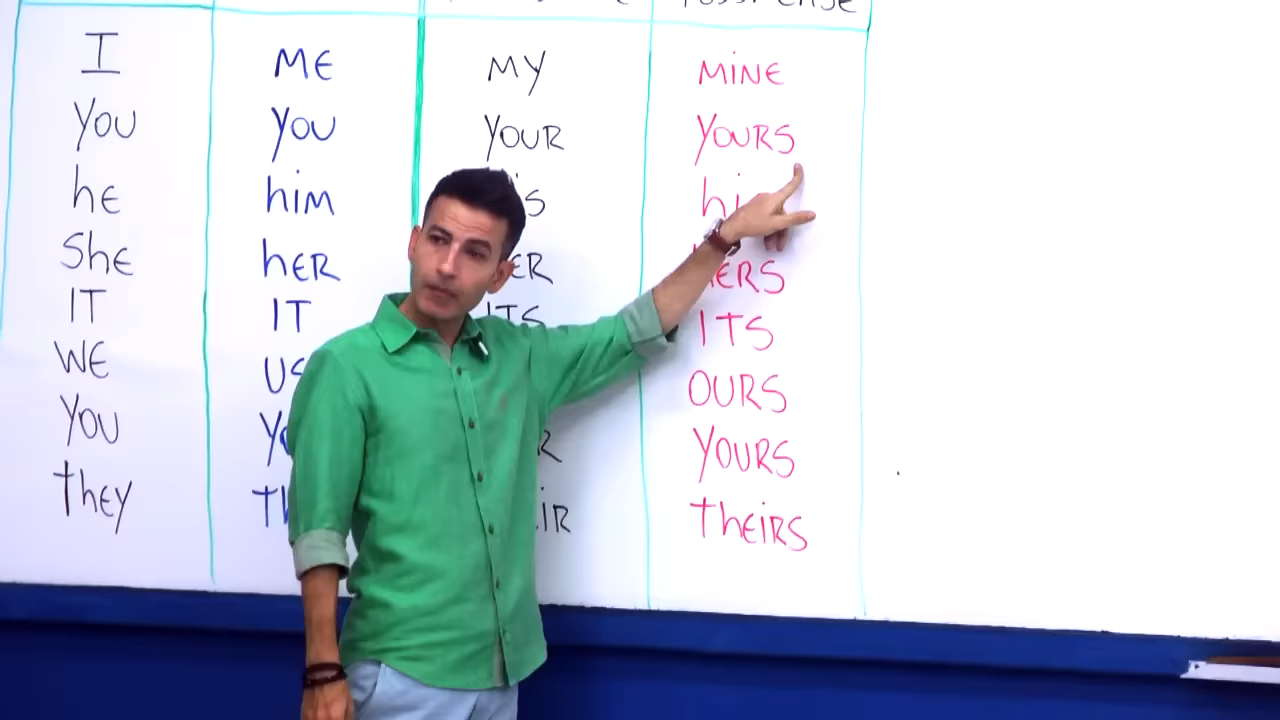 I ME MY MINE
YOU YOU YOUR YOURS
hE him
ShE hER hERS
IT IT ITS ITS
WE US OURS
YOU YOURS
thEY thEiRS